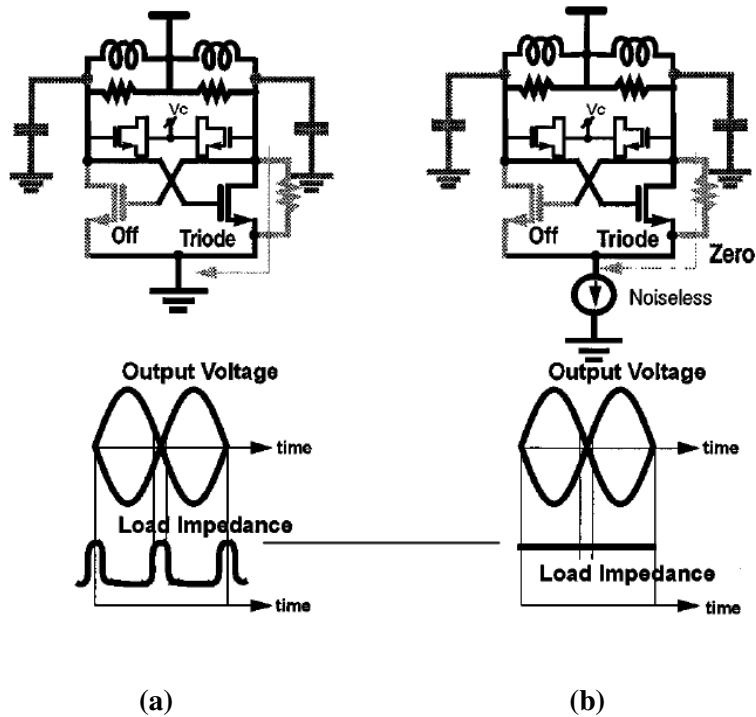 Vc
Off
Triode
Output Voltage
time
Load Impedance
time
(a)
Vc
Off
Triode
Zero
Noiseless
Output Voltage
time
Load Impedance
time
(b)